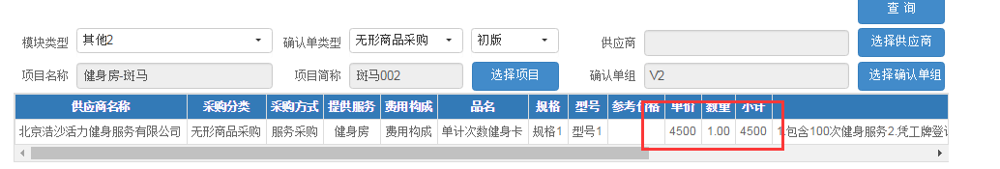 查 询
模块类型 其他2 确认单类型 无形商品采购 初版 供应商 选择供应商
项目名称 健身房-斑马 项目简称 斑马002 选择项目 确认单组 V2 选择确认单组
供应商名称 采购分类 采购方式 提供服务 费用构成 品名 规格 型号 参考价格 单价 数量 小计
北京浩沙活力健身服务有限公司 无形商品采购 服务采购 健身房 费用构成 单计次数健身卡 规格1 型号1 4500 1.00 4500 包含100次健身服务2.凭工牌登记